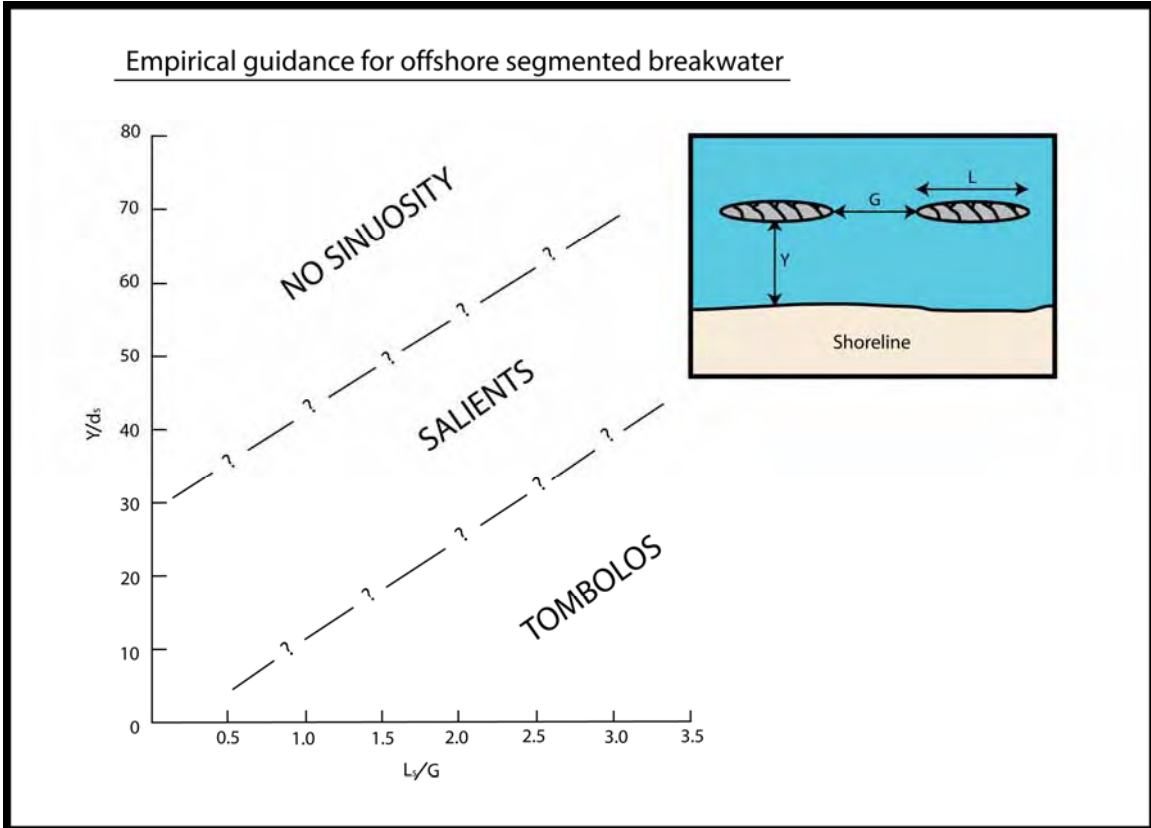 Empirical guidance for offshore segmented breakwater
80
70
60
50
40
30
20
10
0
Y/dₛ
0.5
1.0
1.5
2.0
2.5
3.0
3.5
Lₛ/G
NO SINUOSITY
?
?
?
?
?
SALIENTS
?
?
?
?
?
TOMBOLOS
L
G
Y
Shoreline